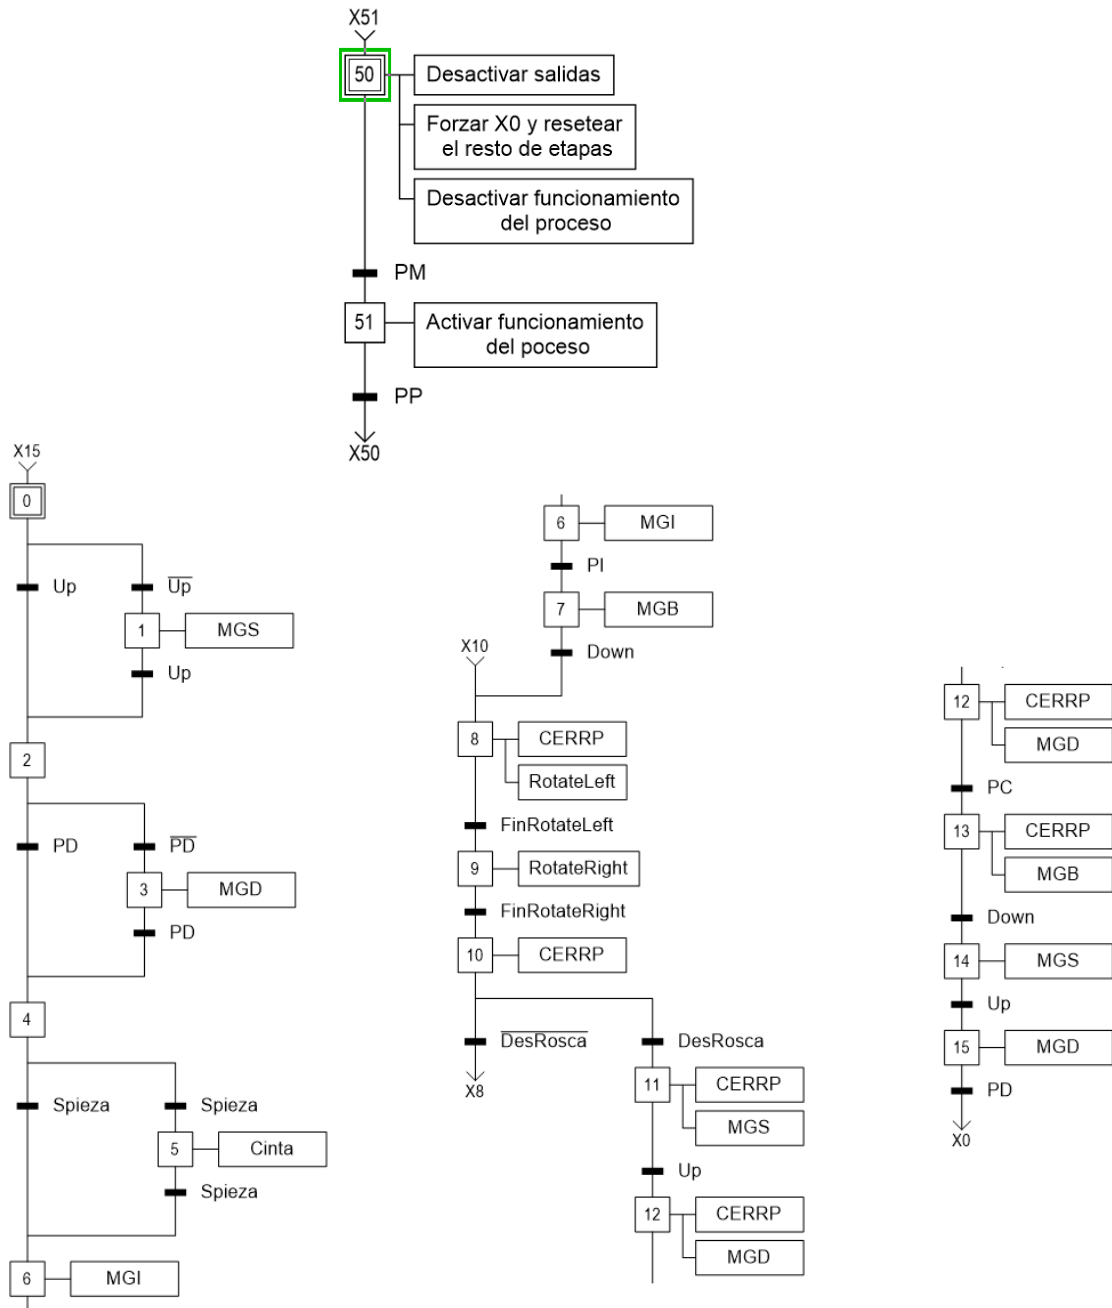 X51
50
Desactivar salidas
Forzar X0 y resetear
el resto de etapas
Desactivar funcionamiento
del proceso
PM
51
Activar funcionamiento
del poceso
PP
X50
X15
0
Up
Up
1
MGS
Up
2
PD
PD
3
MGD
PD
4
Spieza
Spieza
5
Cinta
Spieza
6
MGI
6
MGI
PI
7
MGB
Down
X10
8
CERRP
RotateLeft
FinRotateLeft
9
RotateRight
FinRotateRight
10
CERRP
DesRosca
X8
DesRosca
11
CERRP
MGS
Up
12
CERRP
MGD
12
CERRP
MGD
PC
13
CERRP
MGB
Down
14
MGS
Up
15
MGD
PD
X0